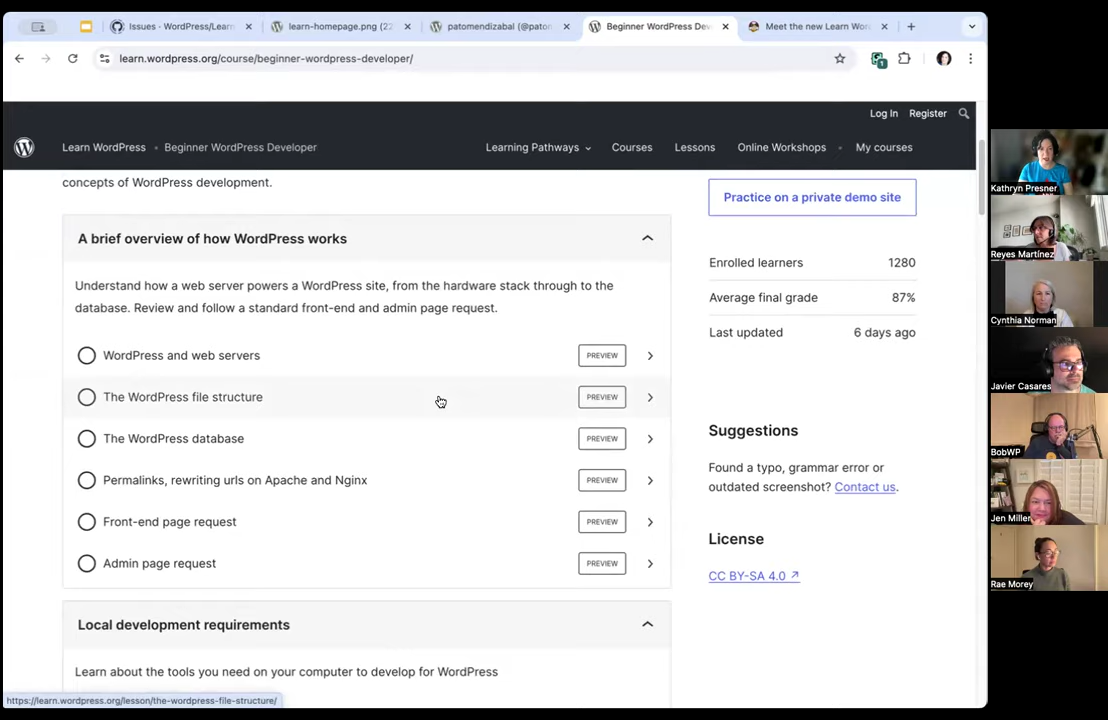 Issues · WordPress/Learn
learn-homepage.png (22
patomendizabal (@paton
Beginner WordPress Dev
Meet the new Learn Wor
learn.wordpress.org/course/beginner-wordpress-developer/
1
Log In
Register
Learn WordPress
Beginner WordPress Developer
Learning Pathways
Courses
Lessons
Online Workshops
My courses
concepts of WordPress development.
Practice on a private demo site
A brief overview of how WordPress works
Understand how a web server powers a WordPress site, from the hardware stack through to the
database. Review and follow a standard front-end and admin page request.
WordPress and web servers
PREVIEW
The WordPress file structure
PREVIEW
The WordPress database
PREVIEW
Permalinks, rewriting urls on Apache and Nginx
PREVIEW
Front-end page request
PREVIEW
Admin page request
PREVIEW
Local development requirements
Learn about the tools you need on your computer to develop for WordPress
Enrolled learners 1280
Average final grade 87%
Last updated 6 days ago
Suggestions
Found a typo, grammar error or
outdated screenshot? Contact us.
License
CC BY-SA 4.0 ↗
https://learn.wordpress.org/lesson/the-wordpress-file-structure/
Kathryn Presner
Reyes Martínez
Cynthia Norman
Javier Casares
BobWP
Jen Miller
Rae Morey